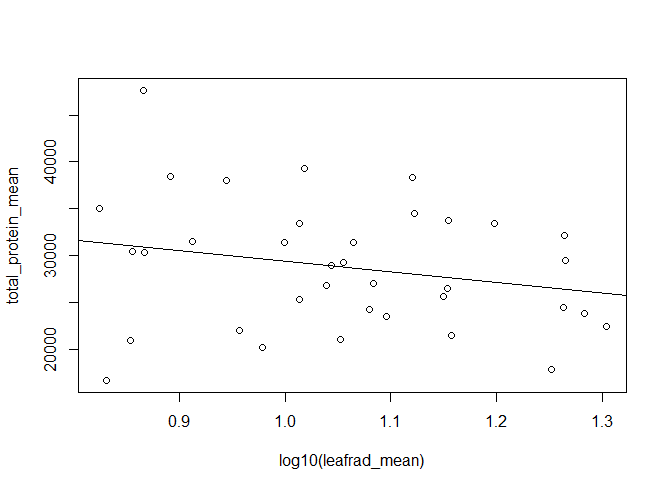 total_protein_mean
40000
30000
20000
0.9 1.0 1.1 1.2 1.3
log10(leafrad_mean)